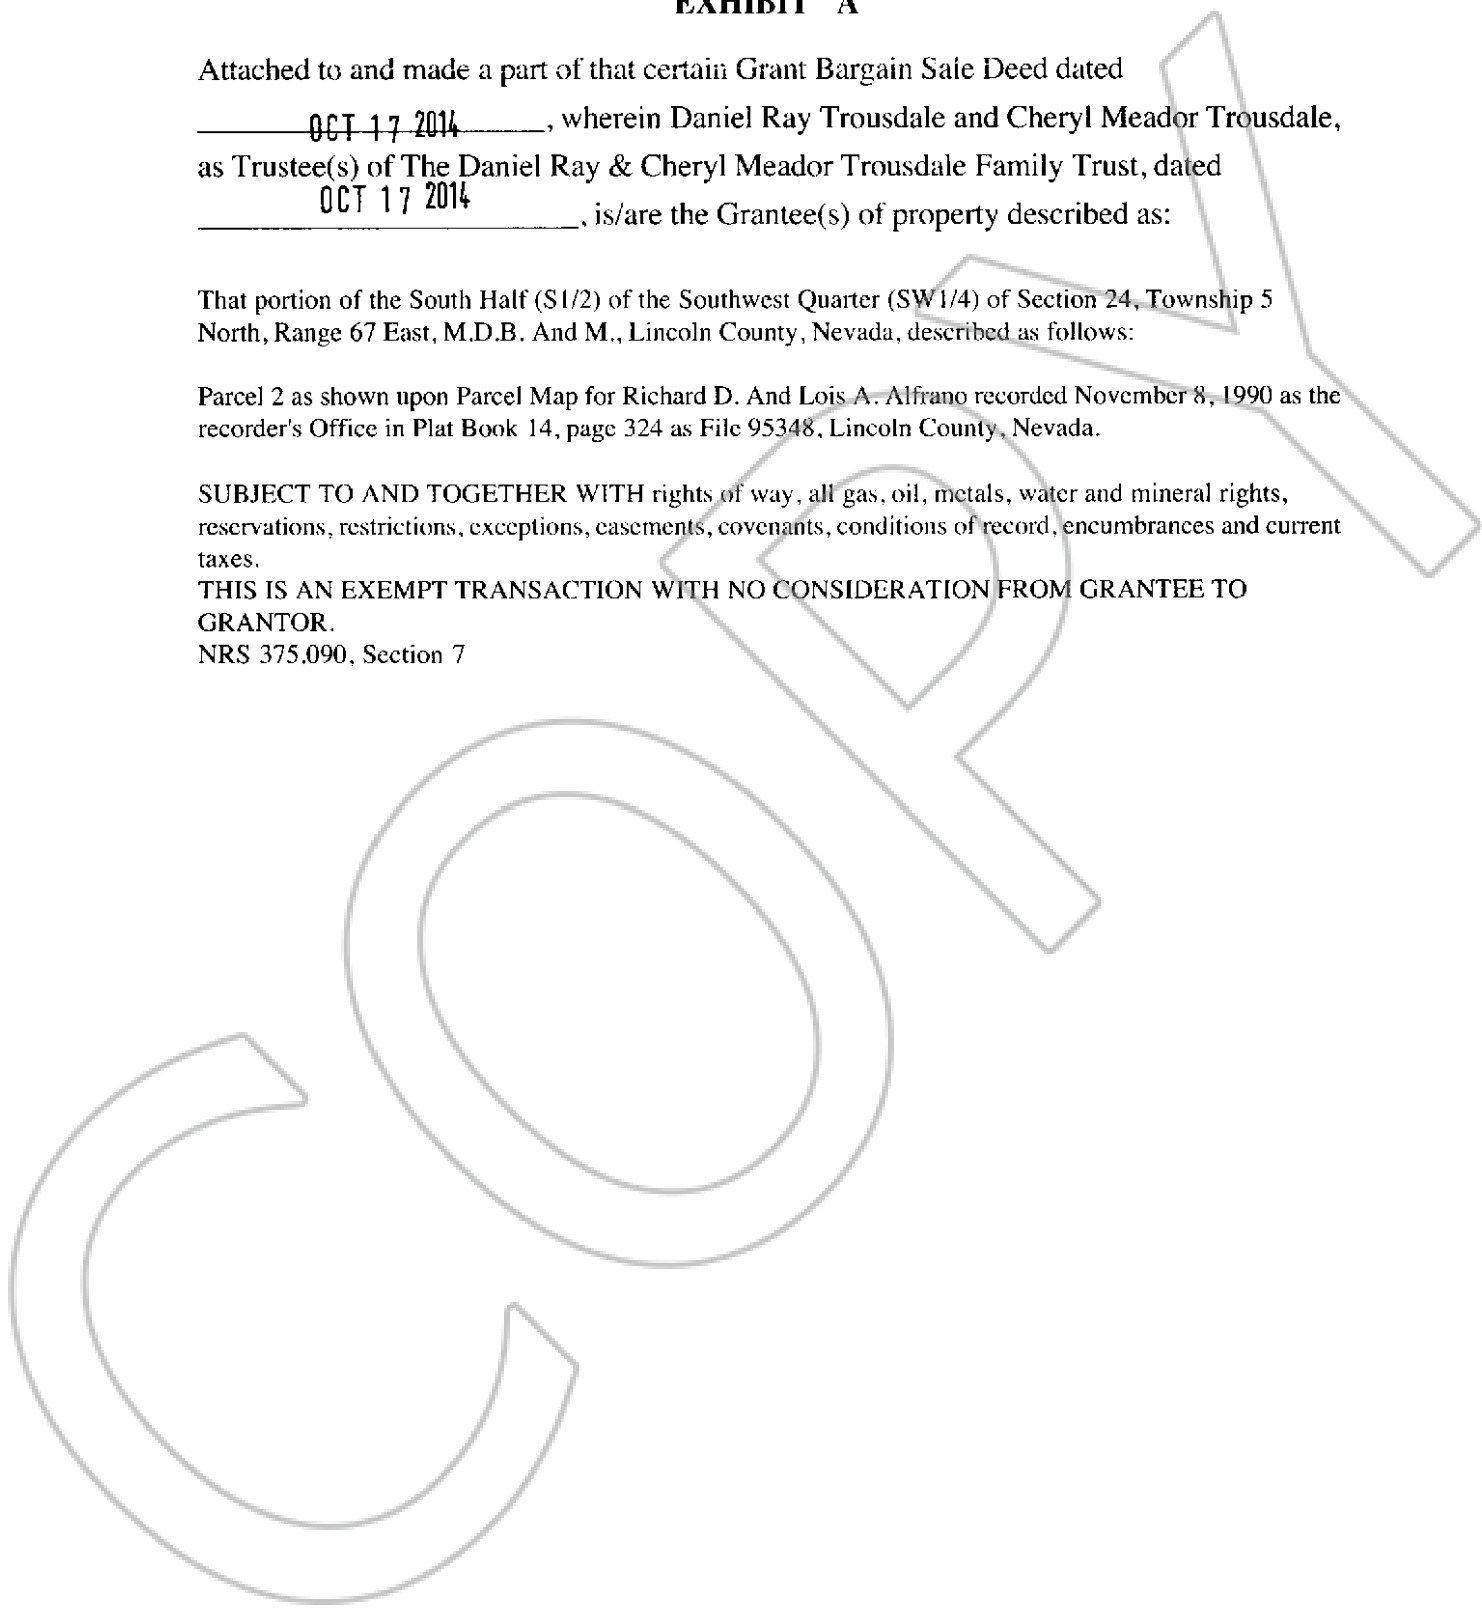 EXHIBIT "A"
Attached to and made a part of that certain Grant Bargain Sale Deed dated
OCT 17 2014, wherein Daniel Ray Trousdale and Cheryl Meador Trousdale,
as Trustee(s) of The Daniel Ray & Cheryl Meador Trousdale Family Trust, dated
OCT 17 2014, is/are the Grantee(s) of property described as:
That portion of the South Half (S1/2) of the Southwest Quarter (SW1/4) of Section 24, Township 5
North, Range 67 East, M.D.B. And M., Lincoln County, Nevada, described as follows:
Parcel 2 as shown upon Parcel Map for Richard D. And Lois A. Alfrano recorded November 8, 1990 as the
recorder's Office in Plat Book 14, page 324 as File 95348, Lincoln County, Nevada.
SUBJECT TO AND TOGETHER WITH rights of way, all gas, oil, metals, water and mineral rights,
reservations, restrictions, exceptions, easements, covenants, conditions of record, encumbrances and current
taxes.
THIS IS AN EXEMPT TRANSACTION WITH NO CONSIDERATION FROM GRANTEE TO
GRANTOR.
NRS 375.090, Section 7
COPY